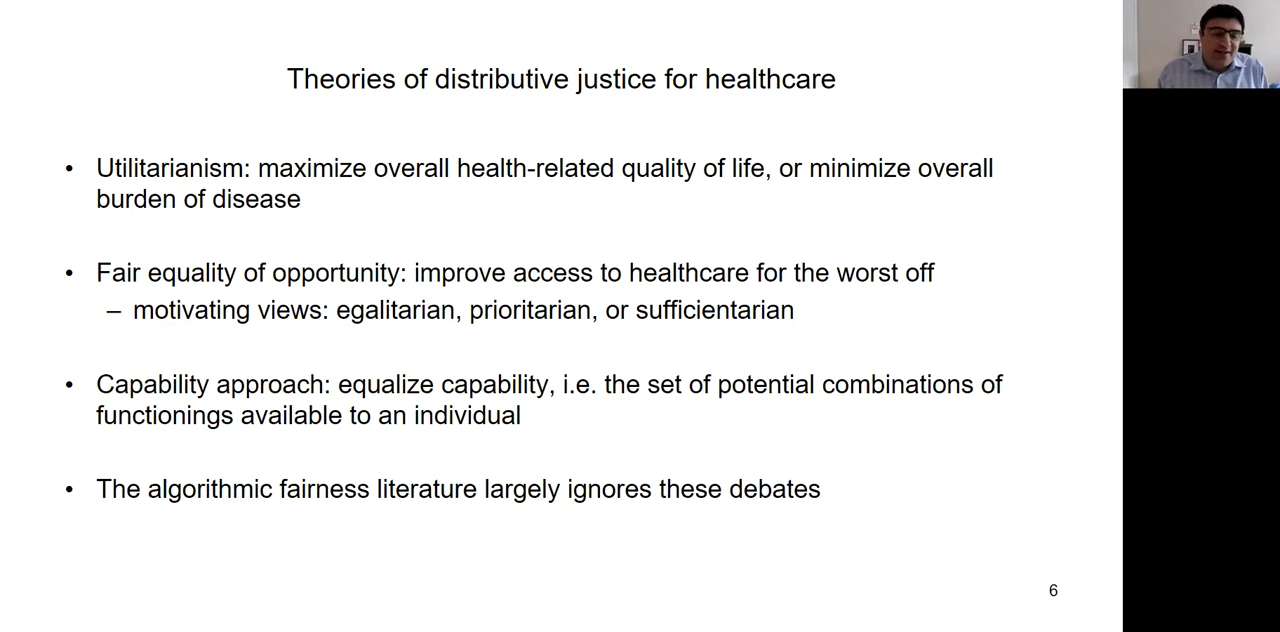 Theories of distributive justice for healthcare
• Utilitarianism: maximize overall health-related quality of life, or minimize overall
burden of disease
• Fair equality of opportunity: improve access to healthcare for the worst off
– motivating views: egalitarian, prioritarian, or sufficientarian
• Capability approach: equalize capability, i.e. the set of potential combinations of
functionings available to an individual
• The algorithmic fairness literature largely ignores these debates
6